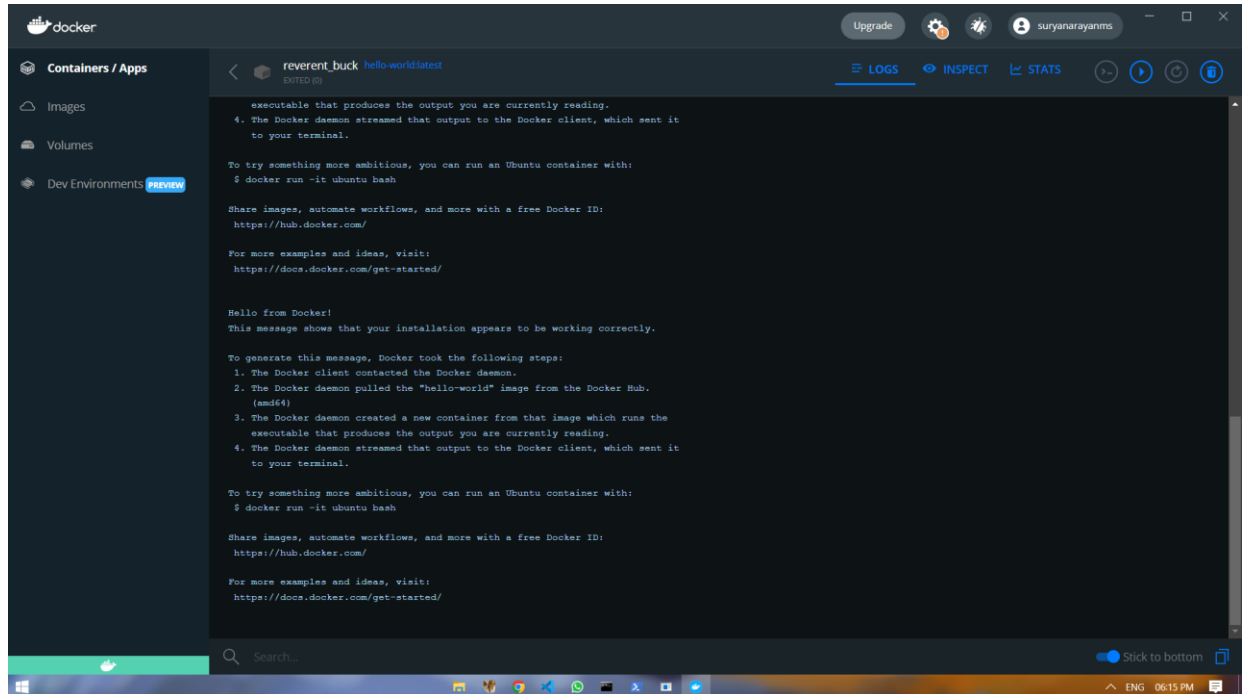 docker
Upgrade
suryanarayanms
Containers / Apps
Images
Volumes
Dev Environments PREVIEW
reverent_buck hello-world:latest
EXITED (0)
LOGS
INSPECT
STATS
executable that produces the output you are currently reading.
4. The Docker daemon streamed that output to the Docker client, which sent it
to your terminal.
To try something more ambitious, you can run an Ubuntu container with:
$ docker run -it ubuntu bash
Share images, automate workflows, and more with a free Docker ID:
https://hub.docker.com/
For more examples and ideas, visit:
https://docs.docker.com/get-started/
Hello from Docker!
This message shows that your installation appears to be working correctly.
To generate this message, Docker took the following steps:
1. The Docker client contacted the Docker daemon.
2. The Docker daemon pulled the "hello-world" image from the Docker Hub.
(amd64)
3. The Docker daemon created a new container from that image which runs the
executable that produces the output you are currently reading.
4. The Docker daemon streamed that output to the Docker client, which sent it
to your terminal.
To try something more ambitious, you can run an Ubuntu container with:
$ docker run -it ubuntu bash
Share images, automate workflows, and more with a free Docker ID:
https://hub.docker.com/
For more examples and ideas, visit:
https://docs.docker.com/get-started/
Search...
Stick to bottom
ENG 06:15 PM